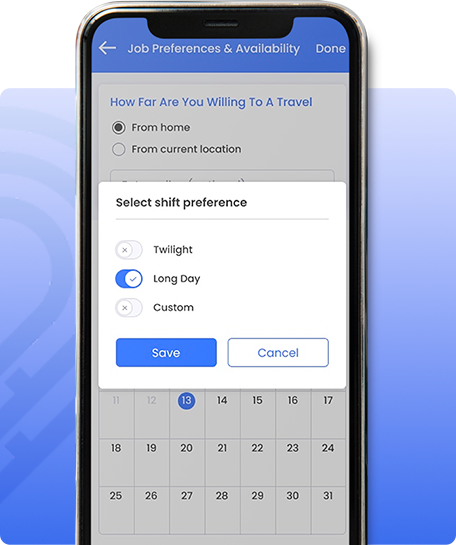 Job Preferences & Availability Done
How Far Are You Willing To A Travel
From home
From current location
Select shift preference
Twilight
Long Day
Custom
Save Cancel
11 12 13 14 15 16 17
18 19 20 21 22 23 24
25 26 27 28 29 30 31